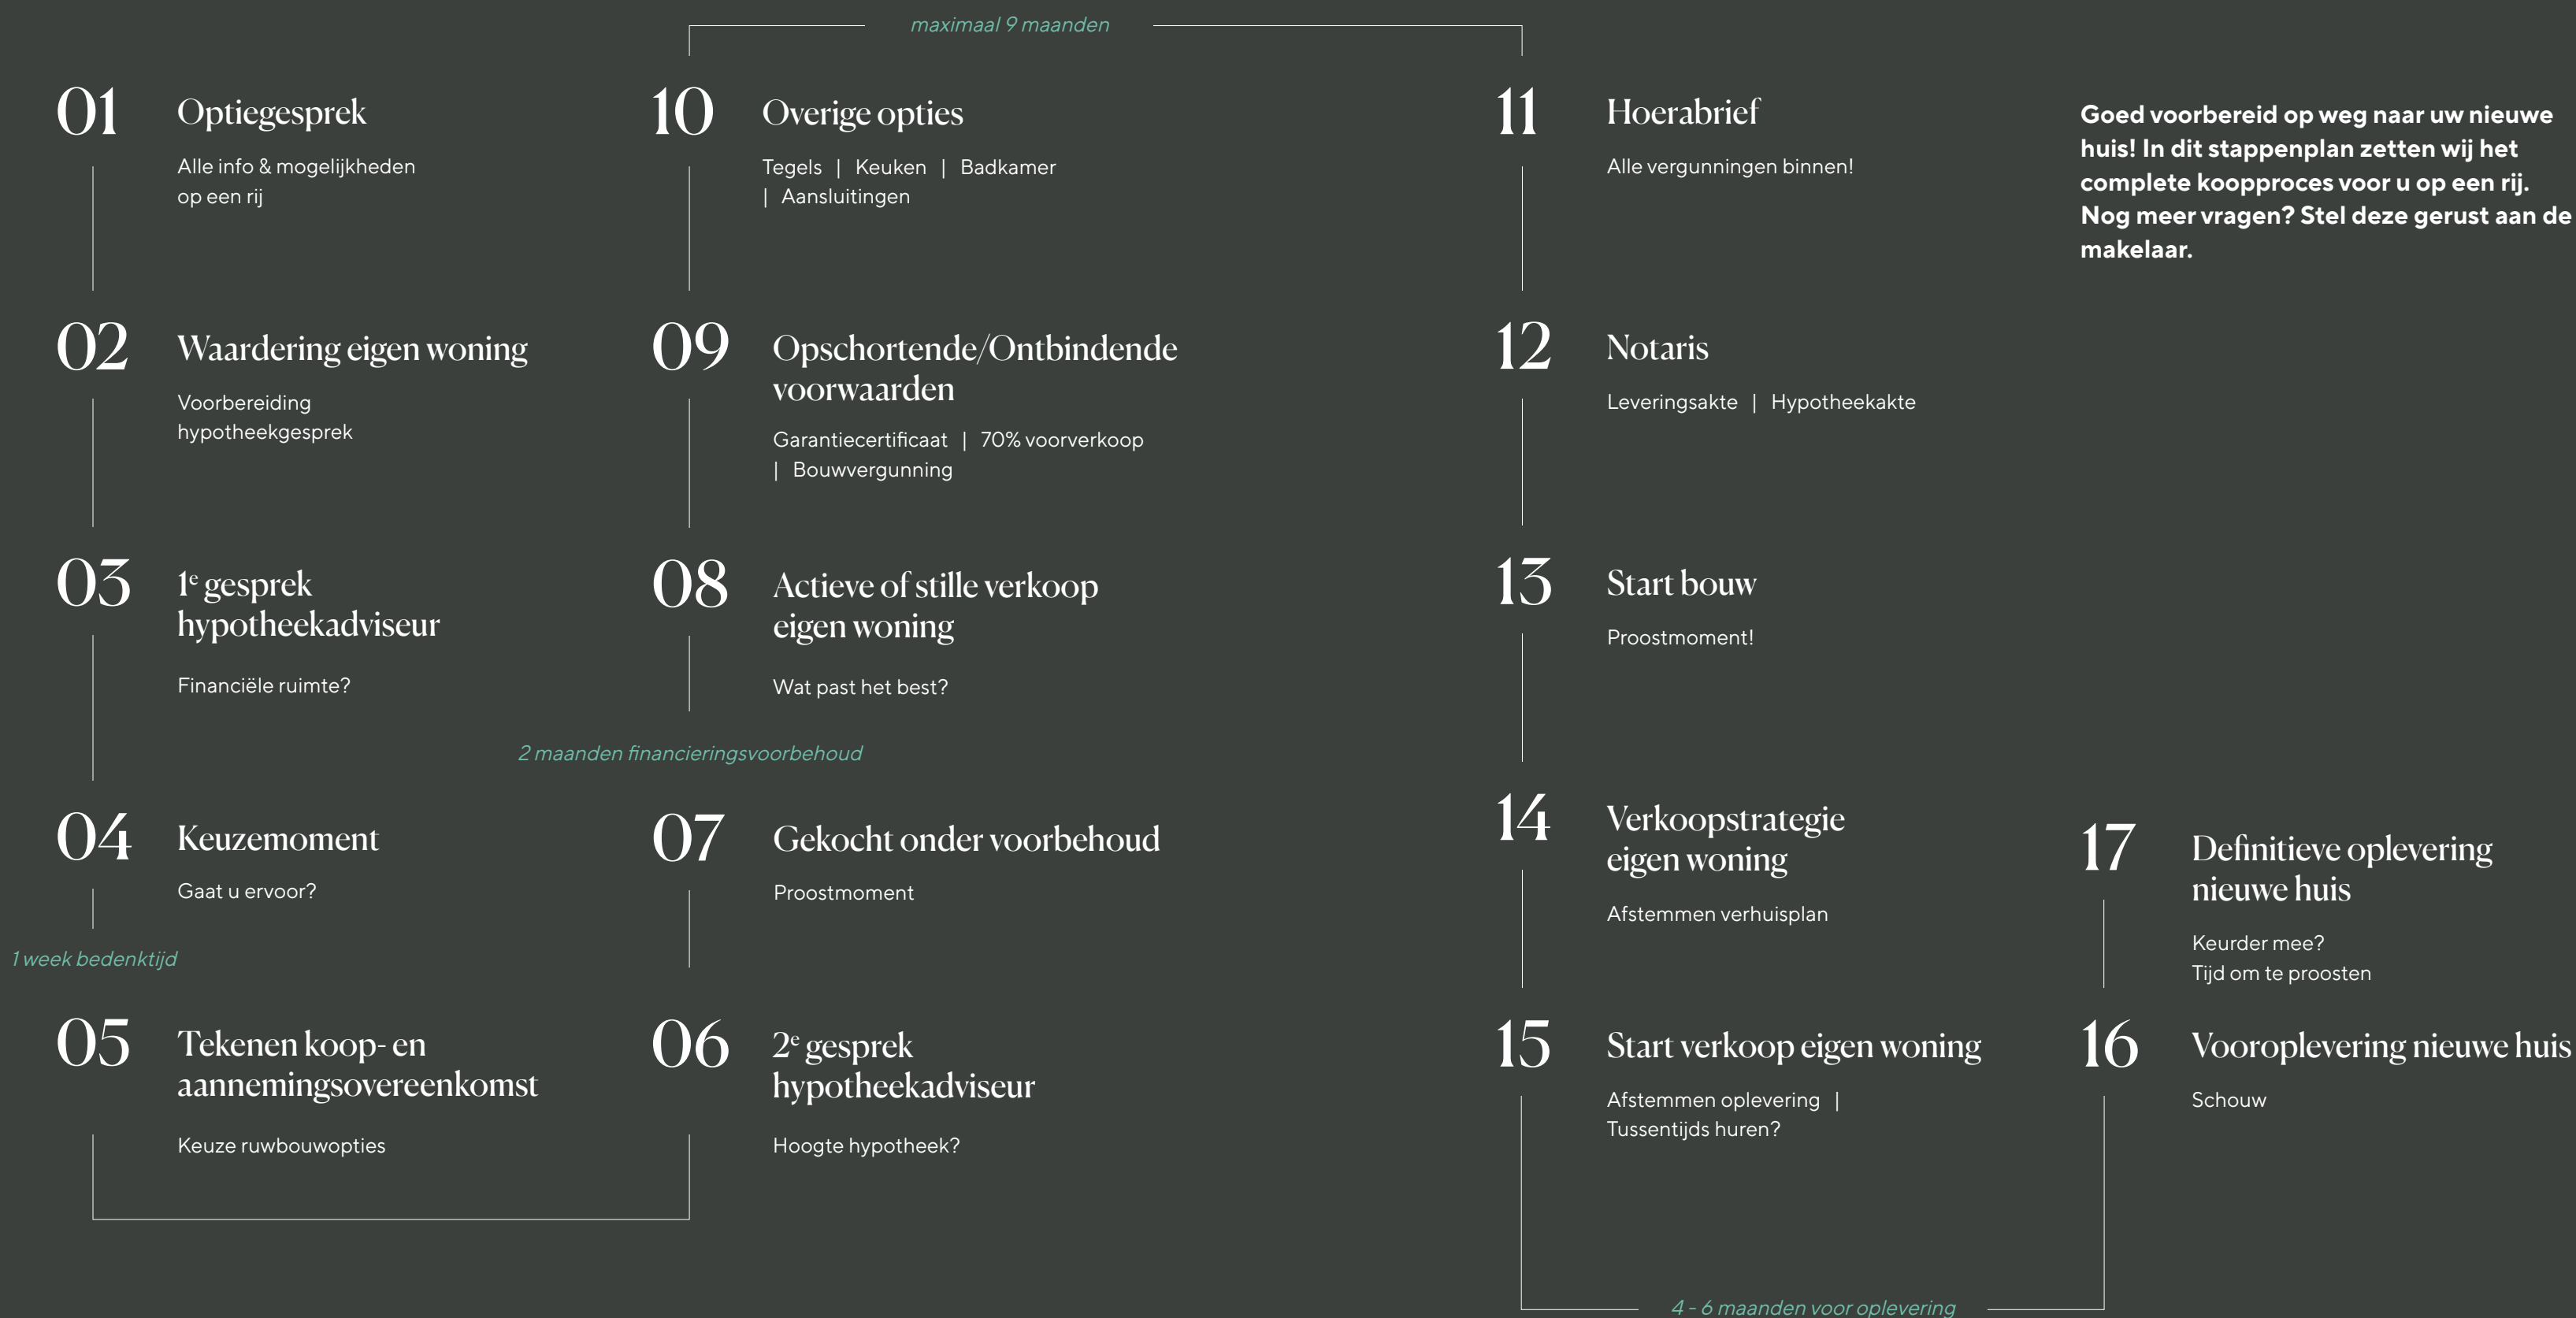 01
Optiegesprek
Alle info & mogelijkheden
op een rij
02
Waardering eigen woning
Voorbereiding
hypotheekgesprek
03
1e gesprek
hypotheekadviseur
Financiële ruimte?
04
Keuzemoment
Gaat u ervoor?
1 week bedenktijd
05
Tekenen koop- en
aannemingsovereenkomst
Keuze ruwbouwopties
06
2e gesprek
hypotheekadviseur
Hoogte hypotheek?
07
Gekocht onder voorbehoud
Proostmoment
2 maanden financieringsvoorbehoud
08
Actieve of stille verkoop
eigen woning
Wat past het best?
09
Opschortende/Ontbindende
voorwaarden
Garantiecertificaat | 70% voorverkoop
| Bouwvergunning
10
Overige opties
Tegels | Keuken | Badkamer
| Aansluitingen
maximaal 9 maanden
11
Hoerabrief
Alle vergunningen binnen!
12
Notaris
Leveringsakte | Hypotheekakte
13
Start bouw
Proostmoment!
14
Verkoopstrategie
eigen woning
Afstemmen verhuisplan
15
Start verkoop eigen woning
Afstemmen oplevering |
Tussentijds huren?
4 - 6 maanden voor oplevering
16
Vooroplevering nieuwe huis
Schouw
17
Definitieve oplevering
nieuwe huis
Keurder mee?
Tijd om te proosten
Goed voorbereid op weg naar uw nieuwe
huis! In dit stappenplan zetten wij het
complete koopproces voor u op een rij.
Nog meer vragen? Stel deze gerust aan de
makelaar.